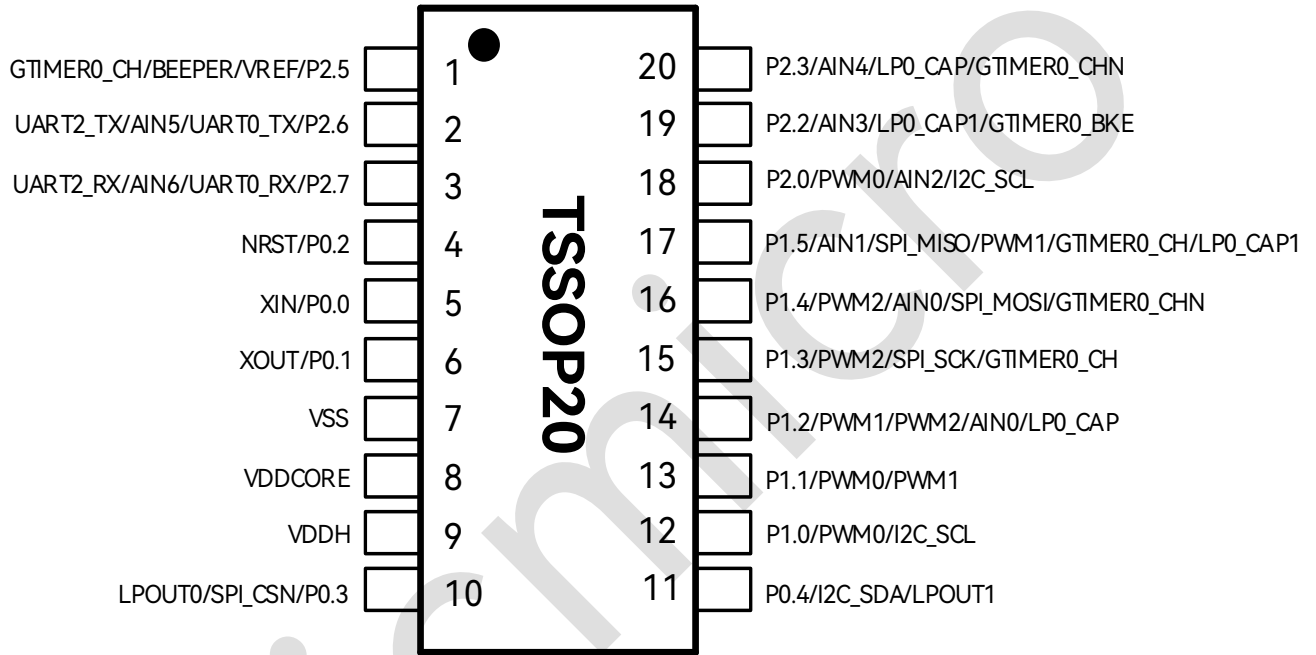 GTIMER0_CH/BEEPER/VREF/P2.5 1 20 P2.3/AIN4/LP0_CAP/GTIMER0_CHN
UART2_TX/AIN5/UART0_TX/P2.6 2 19 P2.2/AIN3/LP0_CAP1/GTIMER0_BKE
UART2_RX/AIN6/UART0_RX/P2.7 3 18 P2.0/PWM0/AIN2/I2C_SCL
NRST/P0.2 4 17 P1.5/AIN1/SPI_MISO/PWM1/GTIMER0_CH/LP0_CAP1
XIN/P0.0 5 16 P1.4/PWM2/AIN0/SPI_MOSI/GTIMER0_CHN
XOUT/P0.1 6 15 P1.3/PWM2/SPI_SCK/GTIMER0_CH
VSS 7 14 P1.2/PWM1/PWM2/AIN0/LP0_CAP
VDDCORE 8 13 P1.1/PWM0/PWM1
VDDH 9 12 P1.0/PWM0/I2C_SCL
LPOUT0/SPI_CSN/P0.3 10 11 P0.4/I2C_SDA/LPOUT1
TSSOP20